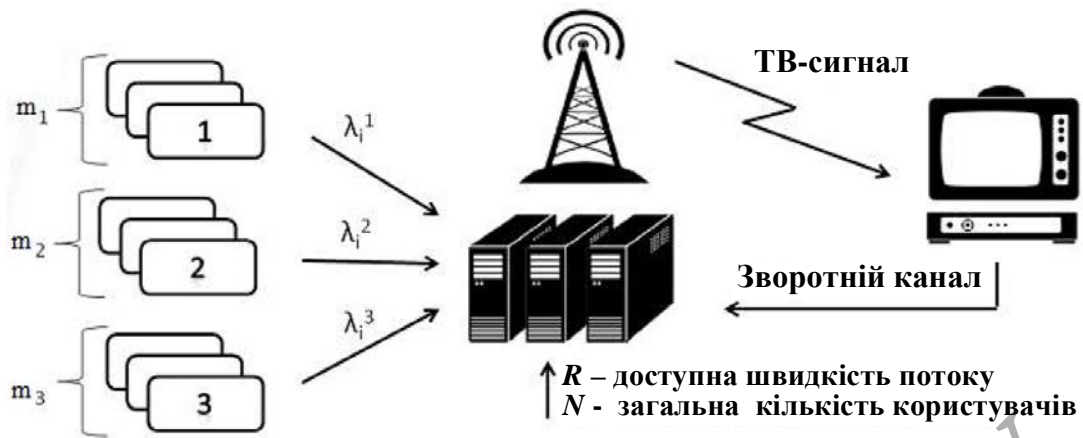 ТВ-сигнал
m₁
1
λᵢ¹
m₂
2
λᵢ²
Зворотній канал
m₃
3
λᵢ³
R – доступна швидкість потоку
N - загальна кількість користувачів